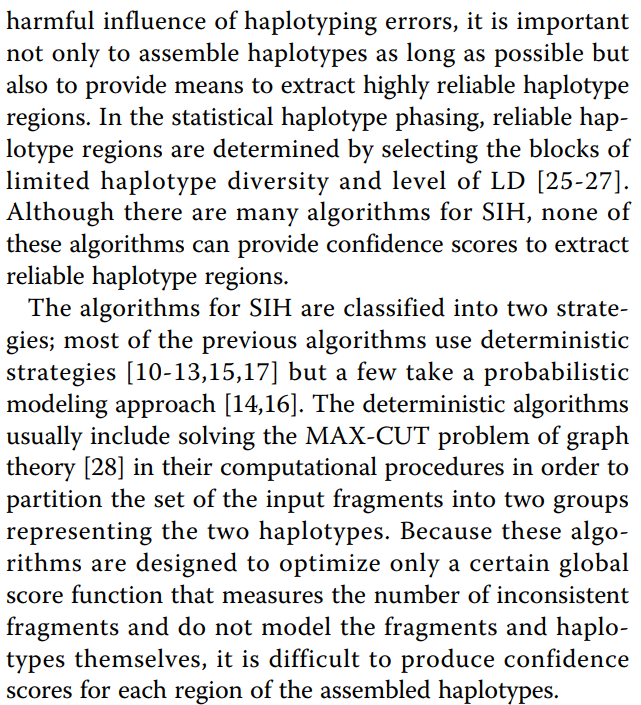 harmful influence of haplotyping errors, it is important
not only to assemble haplotypes as long as possible but
also to provide means to extract highly reliable haplotype
regions. In the statistical haplotype phasing, reliable hap-
lotype regions are determined by selecting the blocks of
limited haplotype diversity and level of LD [25-27].
Although there are many algorithms for SIH, none of
these algorithms can provide confidence scores to extract
reliable haplotype regions.
The algorithms for SIH are classified into two strate-
gies; most of the previous algorithms use deterministic
strategies [10-13,15,17] but a few take a probabilistic
modeling approach [14,16]. The deterministic algorithms
usually include solving the MAX-CUT problem of graph
theory [28] in their computational procedures in order to
partition the set of the input fragments into two groups
representing the two haplotypes. Because these algo-
rithms are designed to optimize only a certain global
score function that measures the number of inconsistent
fragments and do not model the fragments and haplo-
types themselves, it is difficult to produce confidence
scores for each region of the assembled haplotypes.